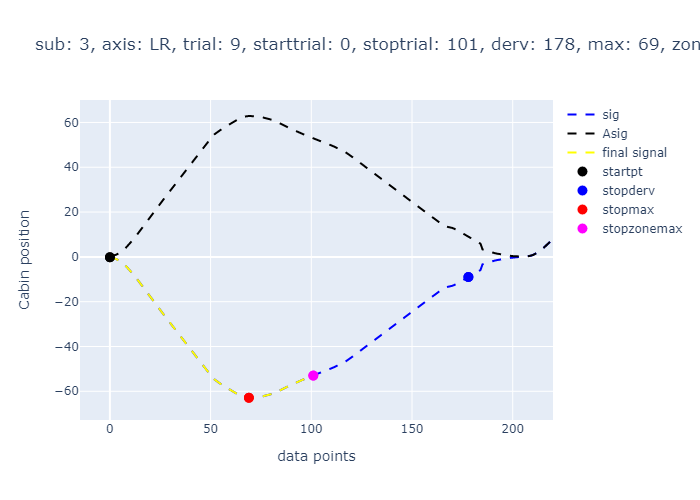 sub: 3, axis: LR, trial: 9, starttrial: 0, stoptrial: 101, derv: 178, max: 69, zon
60
40
20
0
−20
−40
−60
Cabin position
0
50
100
150
200
data points
sig
Asig
final signal
startpt
stopderv
stopmax
stopzonemax